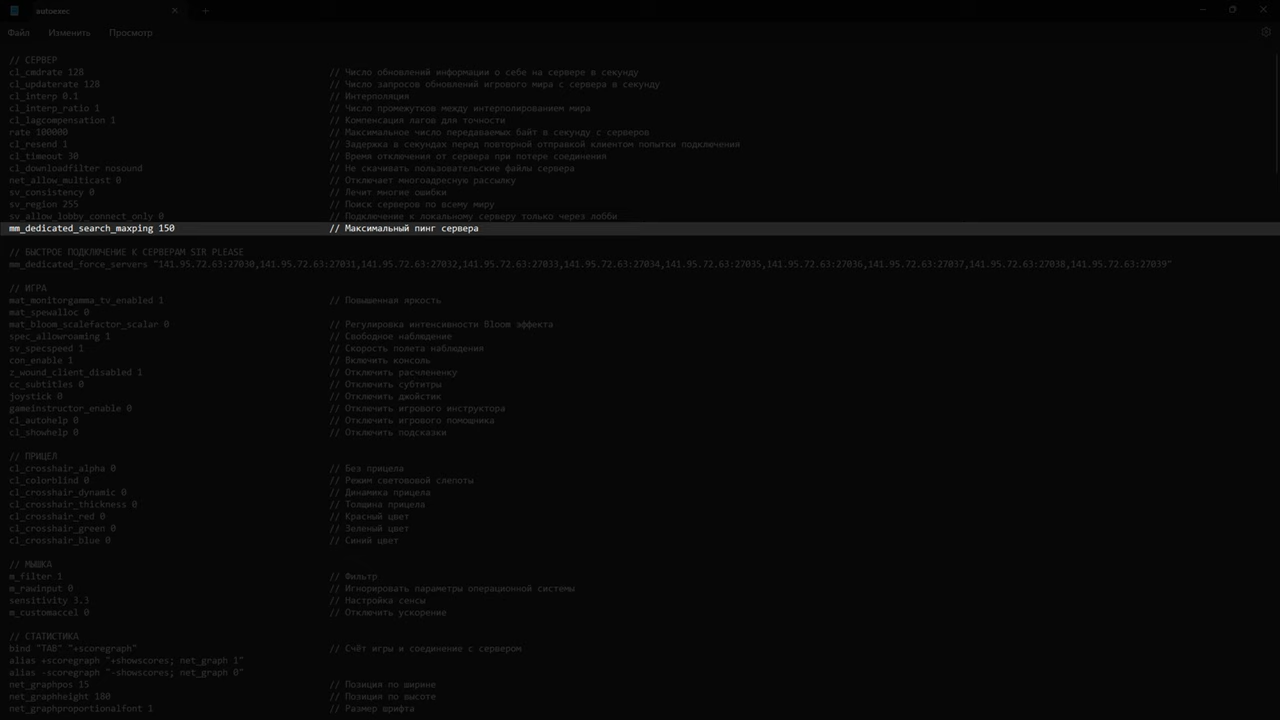 autoexec
Файл Изменить Просмотр
// СЕРВЕР
cl_cmdrate 128 // Число обновлений информации о себе на сервере в секунду
cl_updaterate 128 // Число запросов обновлений игрового мира с сервера в секунду
cl_interp 0.1 // Интерполяция
cl_interp_ratio 1 // Число промежутков между интерполированием мира
cl_lagcompensation 1 // Компенсация лагов для точности
rate 100000 // Максимальное число передаваемых байт в секунду с серверов
cl_resend 1 // Задержка в секундах перед повторной отправкой клиентом попытки подключения
cl_timeout 30 // Время отключения от сервера при потере соединения
cl_downloadfilter nosound // Не скачивать пользовательские файлы сервера
net_allow_multicast 0 // Отключает многоадресную рассылку
sv_consistency 0 // Лечит многие ошибки
sv_region 255 // Поиск серверов по всему миру
sv_allow_lobby_connect_only 0 // Подключение к локальному серверу только через лобби
mm_dedicated_search_maxping 150 // Максимальный пинг сервера
// БЫСТРОЕ ПОДКЛЮЧЕНИЕ К СЕРВЕРАМ SIR PLEASE
mm_dedicated_force_servers "141.95.72.63:27030,141.95.72.63:27031,141.95.72.63:27032,141.95.72.63:27033,141.95.72.63:27034,141.95.72.63:27035,141.95.72.63:27036,141.95.72.63:27037,141.95.72.63:27038,141.95.72.63:27039"
// ИГРА
mat_monitorgamma_tv_enabled 1 // Повышенная яркость
mat_spewalloc 0
mat_bloom_scalefactor_scalar 0 // Регулировка интенсивности Bloom эффекта
spec_allowroaming 1 // Свободное наблюдение
sv_specspeed 1 // Скорость полета наблюдения
con_enable 1 // Включить консоль
z_wound_client_disabled 1 // Отключить расчлененку
cc_subtitles 0 // Отключить субтитры
joystick 0 // Отключить джойстик
gameinstructor_enable 0 // Отключить игрового инструктора
cl_autohelp 0 // Отключить игрового помощника
cl_showhelp 0 // Отключить подсказки
// ПРИЦЕЛ
cl_crosshair_alpha 0 // Без прицела
cl_colorblind 0 // Режим светововой слепоты
cl_crosshair_dynamic 0 // Динамика прицела
cl_crosshair_thickness 0 // Толщина прицела
cl_crosshair_red 0 // Красный цвет
cl_crosshair_green 0 // Зеленый цвет
cl_crosshair_blue 0 // Синий цвет
// МЫШКА
m_filter 1 // Фильтр
m_rawinput 0 // Игнорировать параметры операционной системы
sensitivity 3.3 // Настройка сенсы
m_customaccel 0 // Отключить ускорение
// СТАТИСТИКА
bind "TAB" "+scoregraph" // Счёт игры и соединение с сервером
alias +scoregraph "+showscores; net_graph 1"
alias -scoregraph "-showscores; net_graph 0"
net_graphpos 15 // Позиция по ширине
net_graphheight 180 // Позиция по высоте
net_graphproportionalfont 1 // Размер шрифта